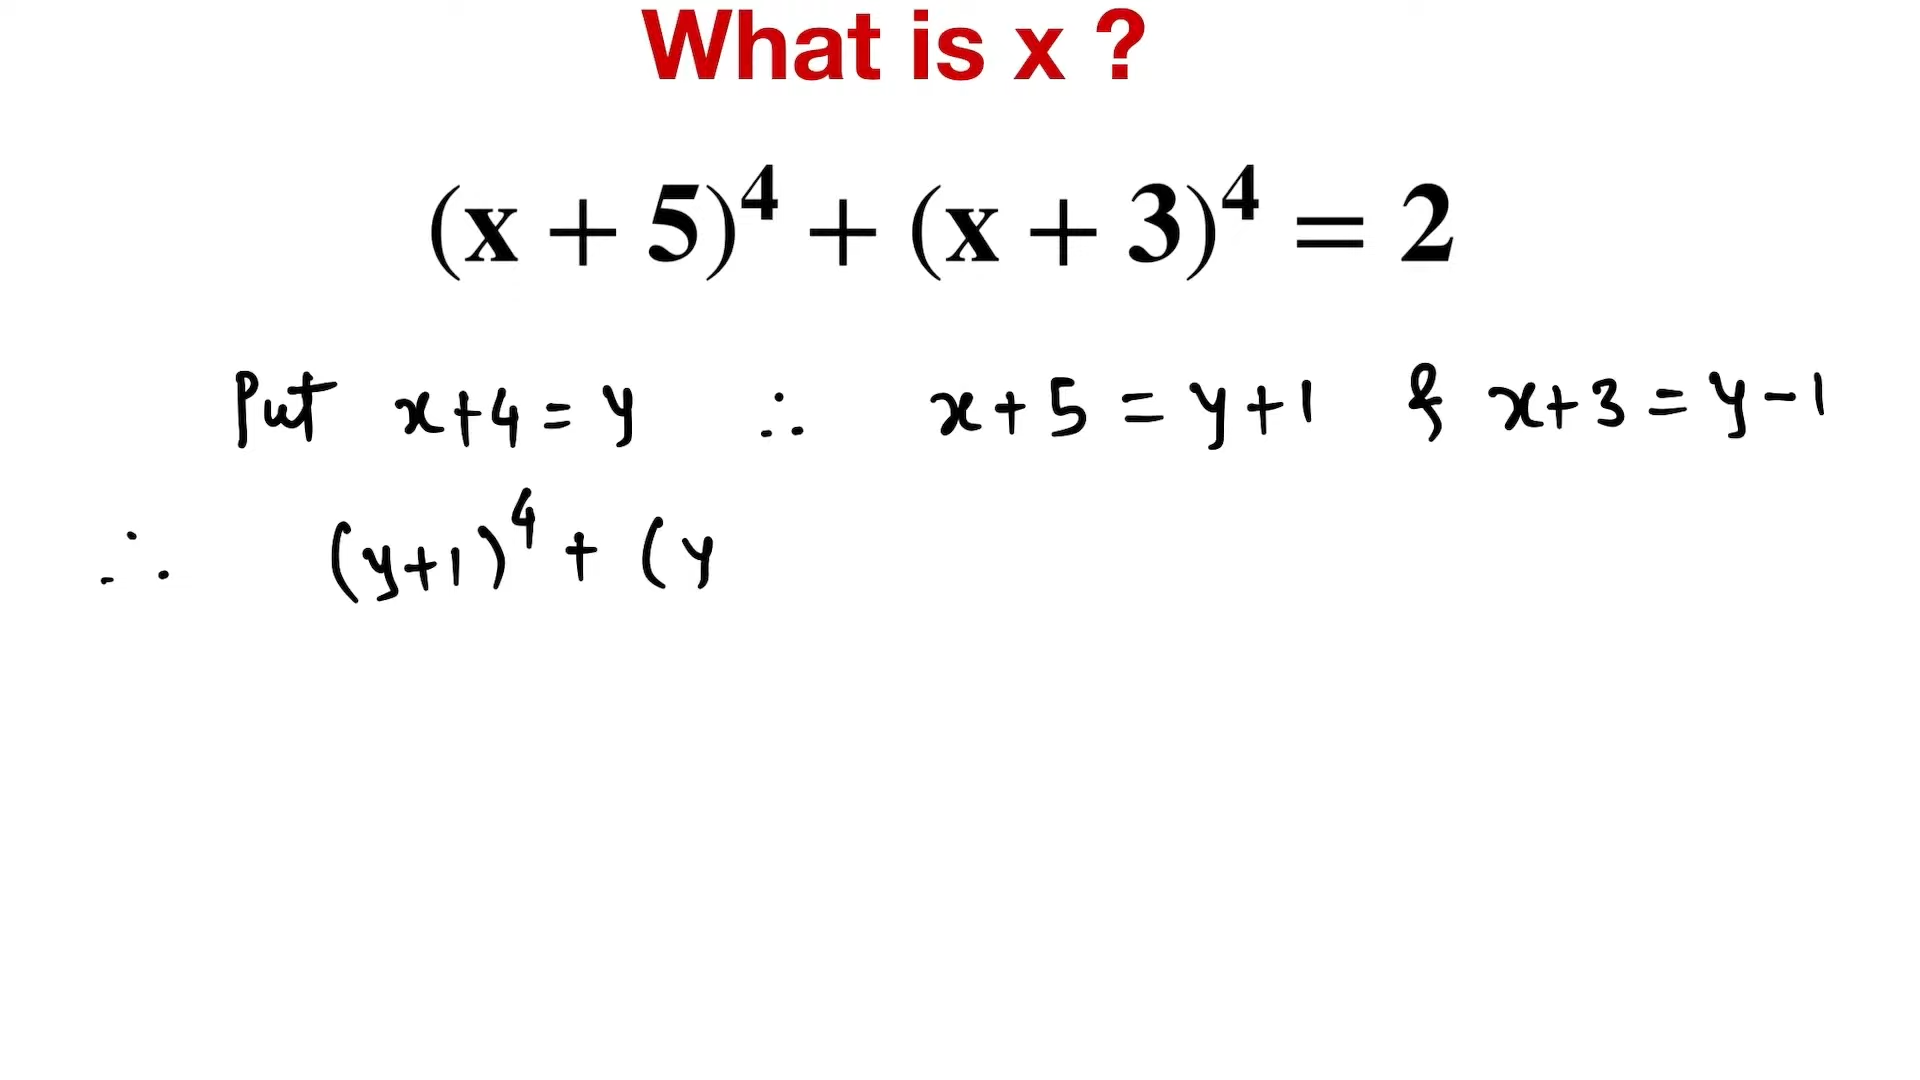 What is x ?
(x + 5)⁴ + (x + 3)⁴ = 2
Put x+4 = y ∴ x+5 = y+1 & x+3 = y-1
∴ (y+1)⁴ + (y